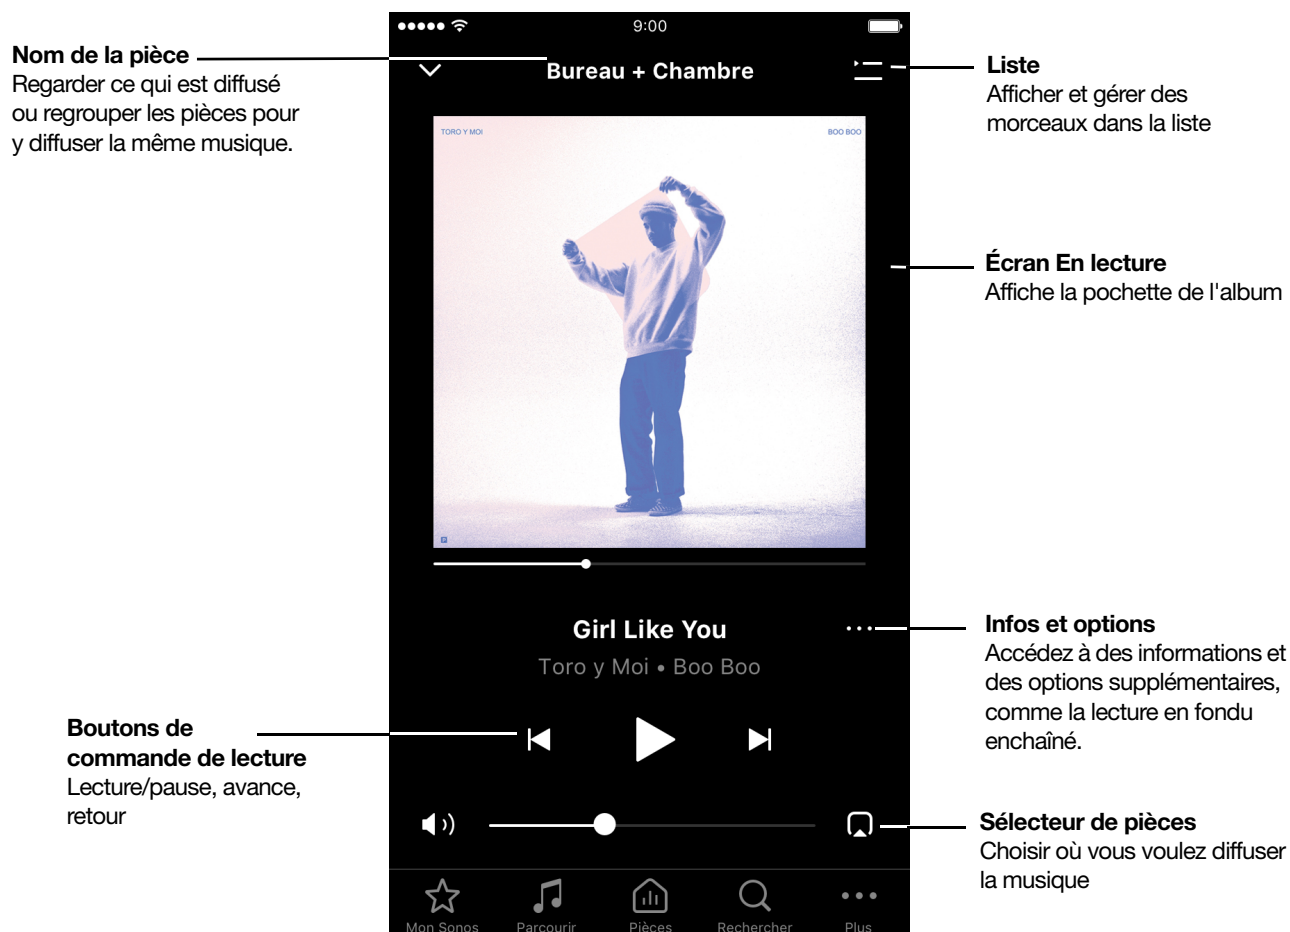 9:00
Nom de la pièce
Regarder ce qui est diffusé
ou regrouper les pièces pour
y diffuser la même musique.
Bureau + Chambre
Liste
Afficher et gérer des
morceaux dans la liste
TORO Y MOI
BOO BOO
Écran En lecture
Affiche la pochette de l'album
Girl Like You
Toro y Moi • Boo Boo
Infos et options
Accédez à des informations et
des options supplémentaires,
comme la lecture en fondu
enchaîné.
Boutons de
commande de lecture
Lecture/pause, avance,
retour
Sélecteur de pièces
Choisir où vous voulez diffuser
la musique
Mon Sonos
Parcourir
Pièces
Rechercher
Plus